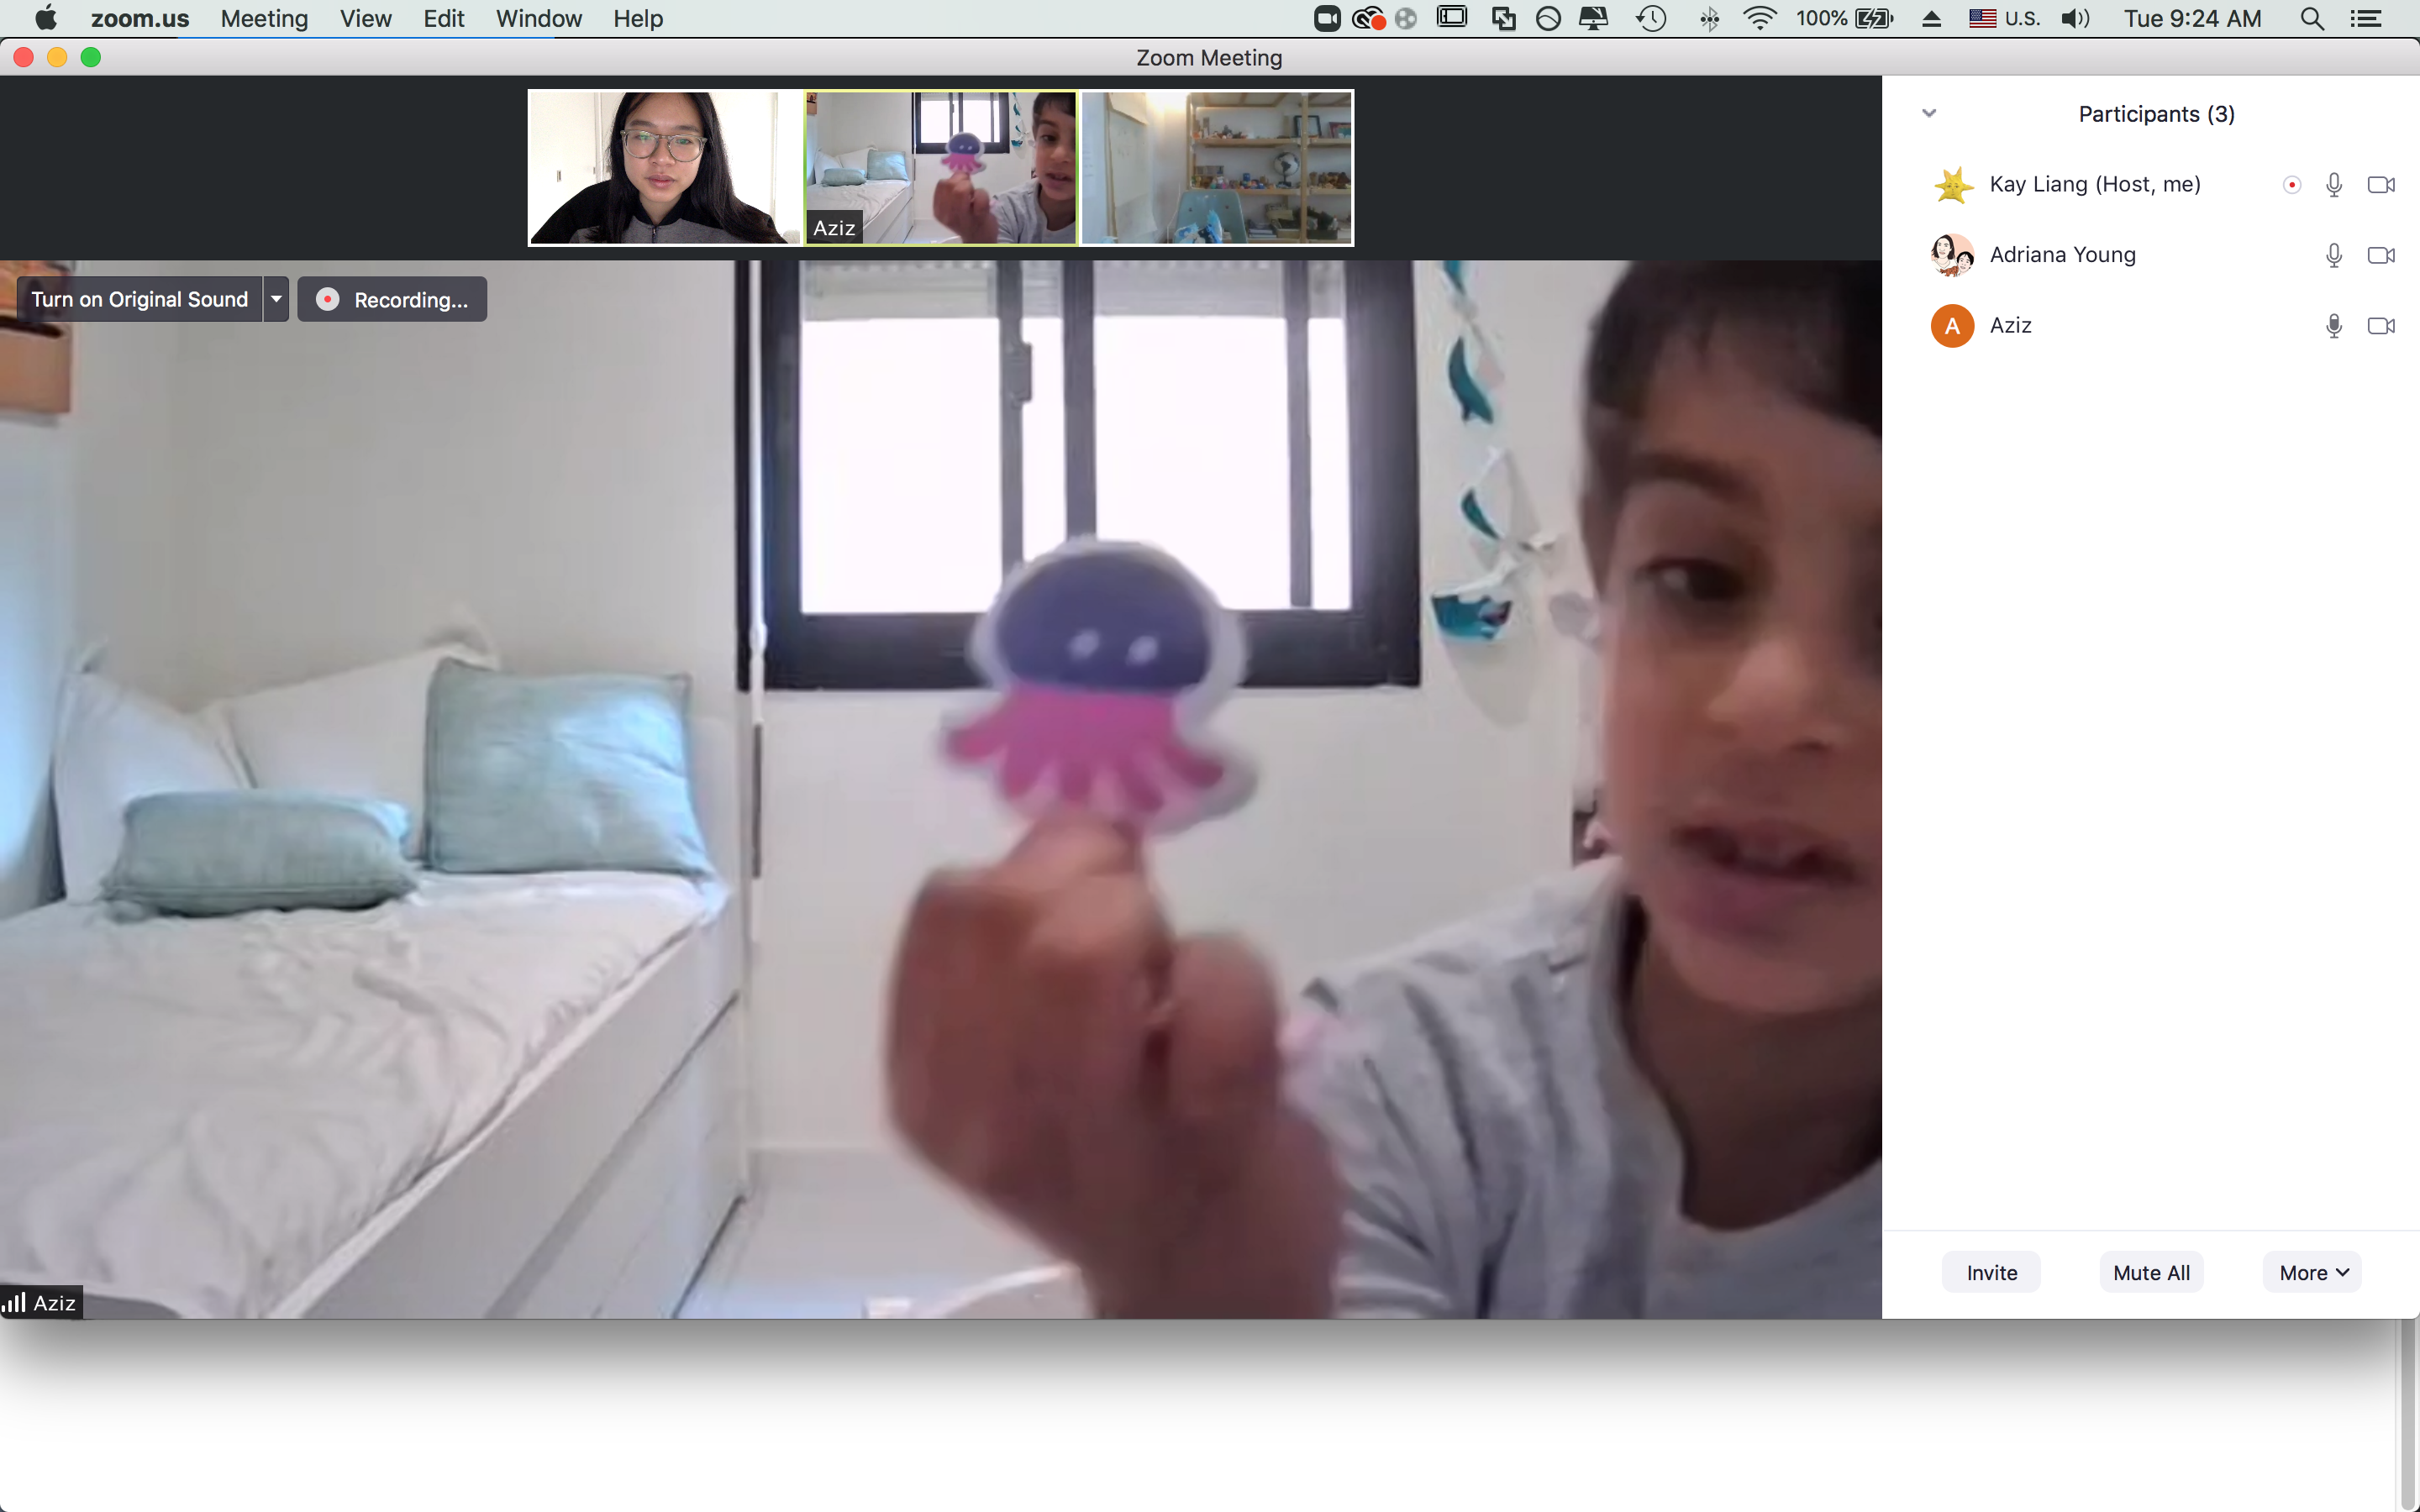 zoom.us Meeting View Edit Window Help 100% U.S. Tue 9:24 AM
Zoom Meeting
Aziz
Turn on Original Sound Recording...
Aziz
Participants (3)
Kay Liang (Host, me)
Adriana Young
A Aziz
Invite Mute All More